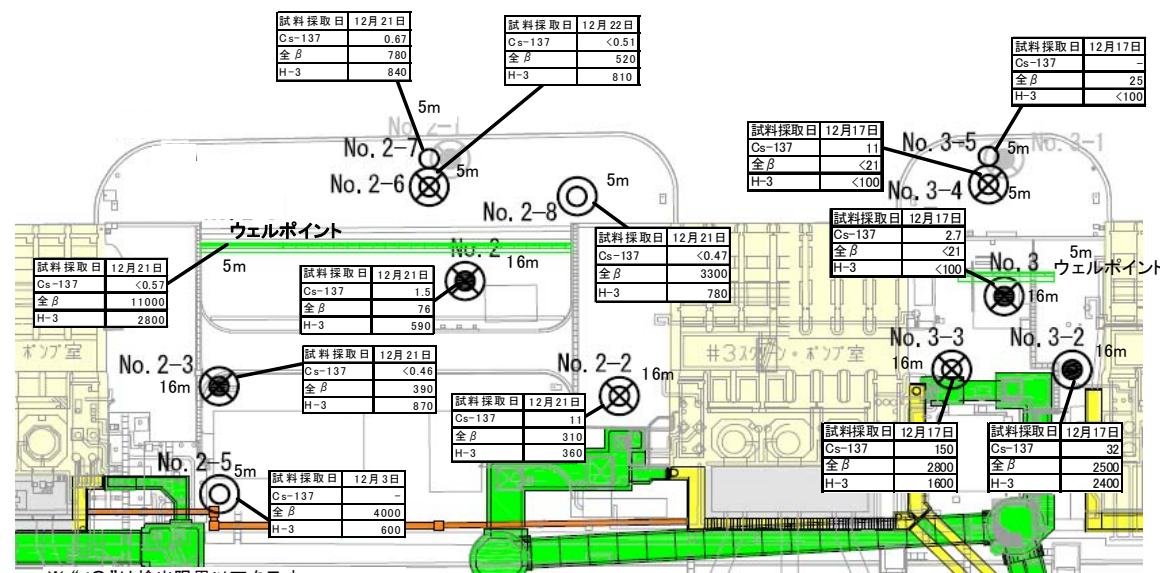 試料採取日 12月21日
Cs-137 0.67
全β 780
H-3 840
試料採取日 12月22日
Cs-137 <0.51
全β 520
H-3 810
試料採取日 12月17日
Cs-137 -
全β 25
H-3 <100
試料採取日 12月17日
Cs-137 11
全β <21
H-3 <100
5m
No. 2-7
No. 2-6
5m
No. 2-8
5m
No. 3-5
5m
No. 3-1
No. 3-4
5m
ウェルポイント
5m
試料採取日 12月21日
Cs-137 <0.57
全β 11000
H-3 2800
No. 2
16m
試料採取日 12月21日
Cs-137 1.5
全β 76
H-3 590
試料採取日 12月21日
Cs-137 <0.47
全β 3300
H-3 780
試料採取日 12月17日
Cs-137 2.7
全β <21
H-3 <100
No. 3
16m
5m
ウェルポイント
ポンプ室
No. 2-3
16m
試料採取日 12月21日
Cs-137 <0.46
全β 390
H-3 870
No. 2-2
16m
試料採取日 12月21日
Cs-137 11
全β 310
H-3 360
#3スクリーン・ポンプ室
No. 3-3
16m
No. 3-2
16m
試料採取日 12月17日
Cs-137 150
全β 2800
H-3 1600
試料採取日 12月17日
Cs-137 32
全β 2500
H-3 2400
No. 2-5
5m
試料採取日 12月3日
Cs-137 -
全β 4000
H-3 600